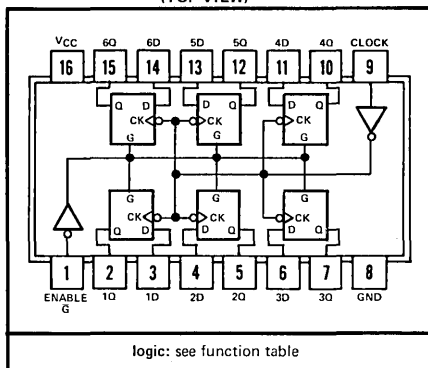 (TOP VIEW)
VCC 6Q 6D 5D 5Q 4D 4Q CLOCK
16 15 14 13 12 11 10 9
Q D D Q D Q
CK CK CK
G G G
G G G
CK CK CK
Q D D Q D Q
1 2 3 4 5 6 7 8
ENABLE 1Q 1D 2D 2Q 3D 3Q GND
G̅
logic: see function table